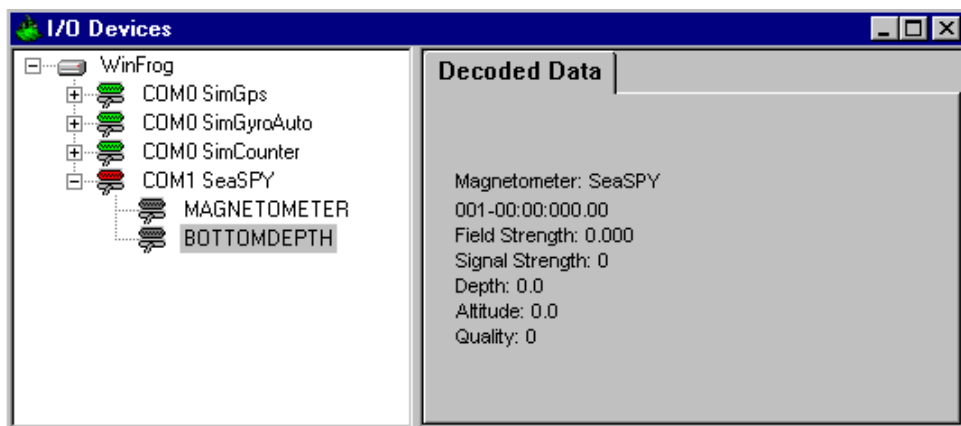 I/O Devices
WinFrog
COM0 SimGps
COM0 SimGyroAuto
COM0 SimCounter
COM1 SeaSPY
MAGNETOMETER
BOTTOMDEPTH
Decoded Data
Magnetometer: SeaSPY
001-00:00:000.00
Field Strength: 0.000
Signal Strength: 0
Depth: 0.0
Altitude: 0.0
Quality: 0